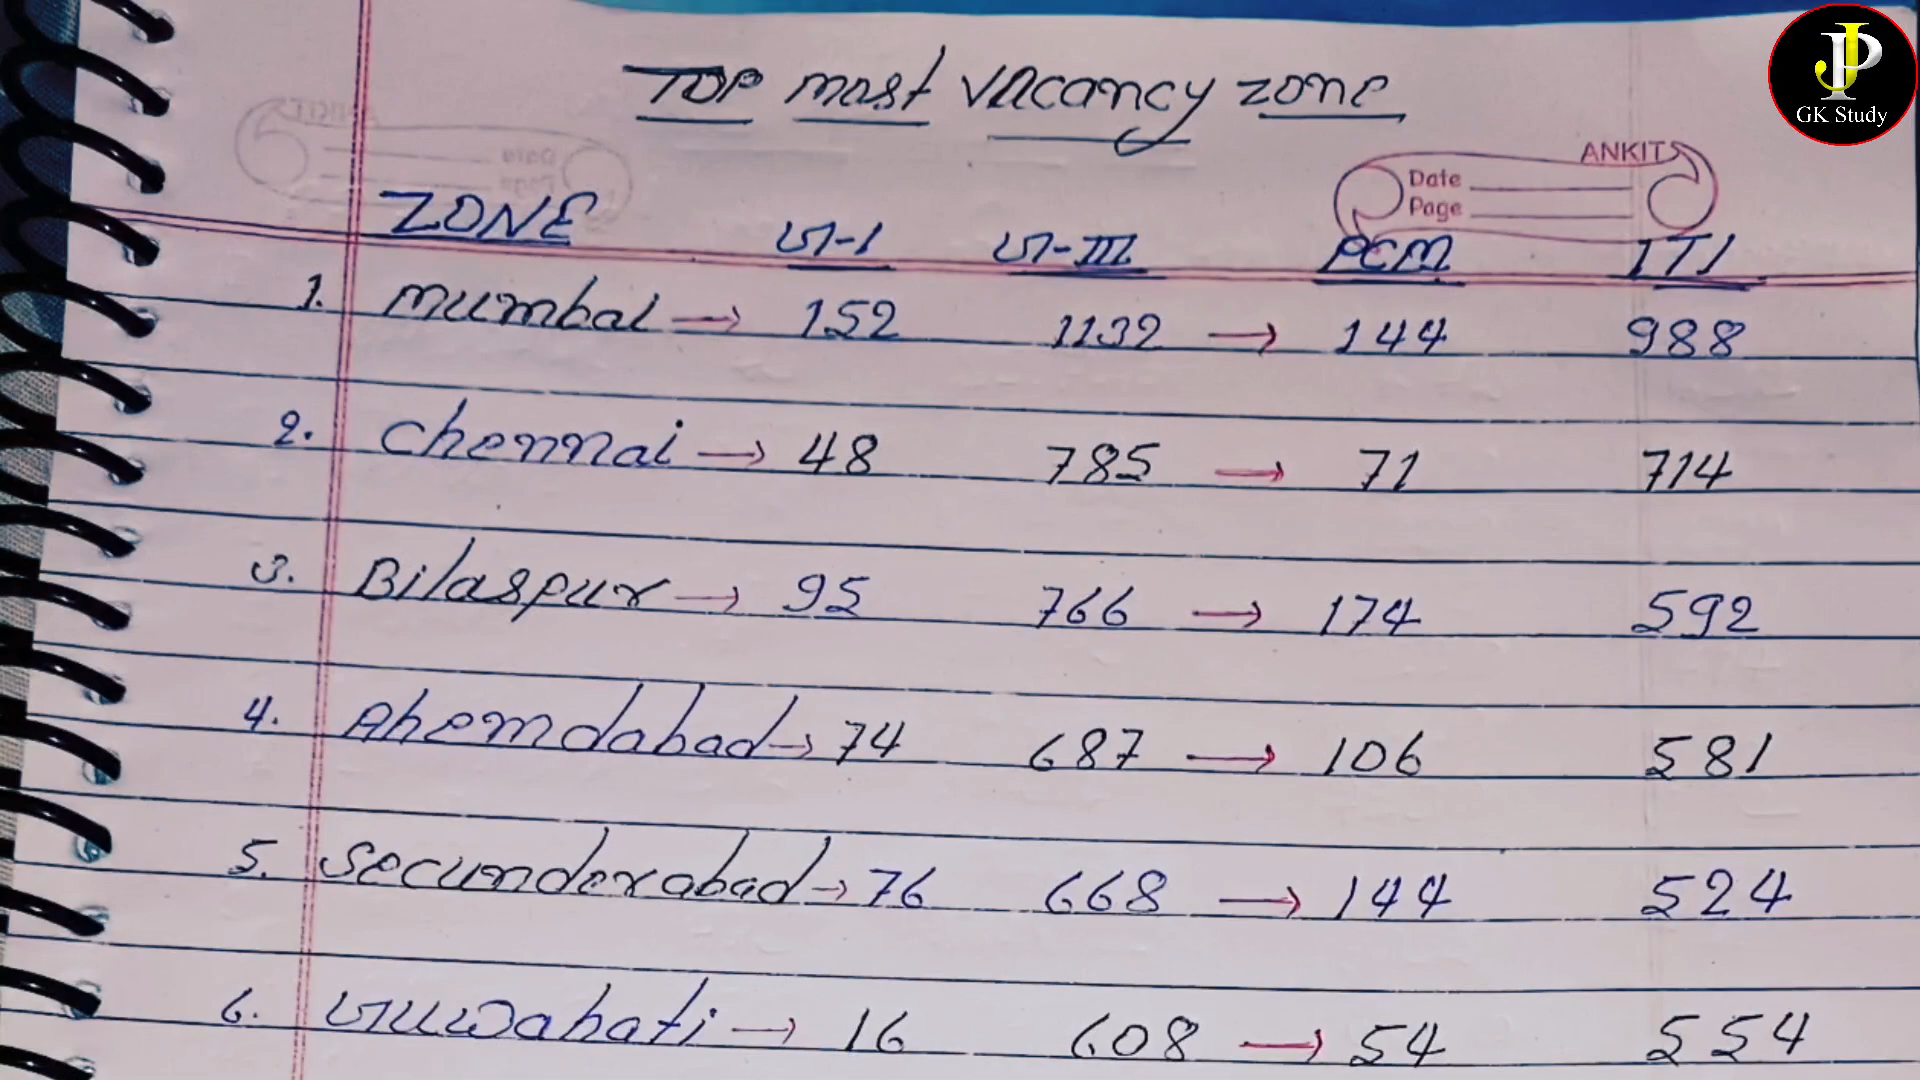 JP
GK Study
TOP most vacancy zone
ANKIT
Date
Page
ZONE G-I G-III PCM ITI
1. Mumbai → 152 1132 → 144 988
2. Chennai → 48 785 → 71 714
3. Bilaspur → 95 766 → 174 592
4. Ahemdabad → 74 687 → 106 581
5. Secunderabad → 76 668 → 144 524
6. Guwahati → 16 608 → 54 554